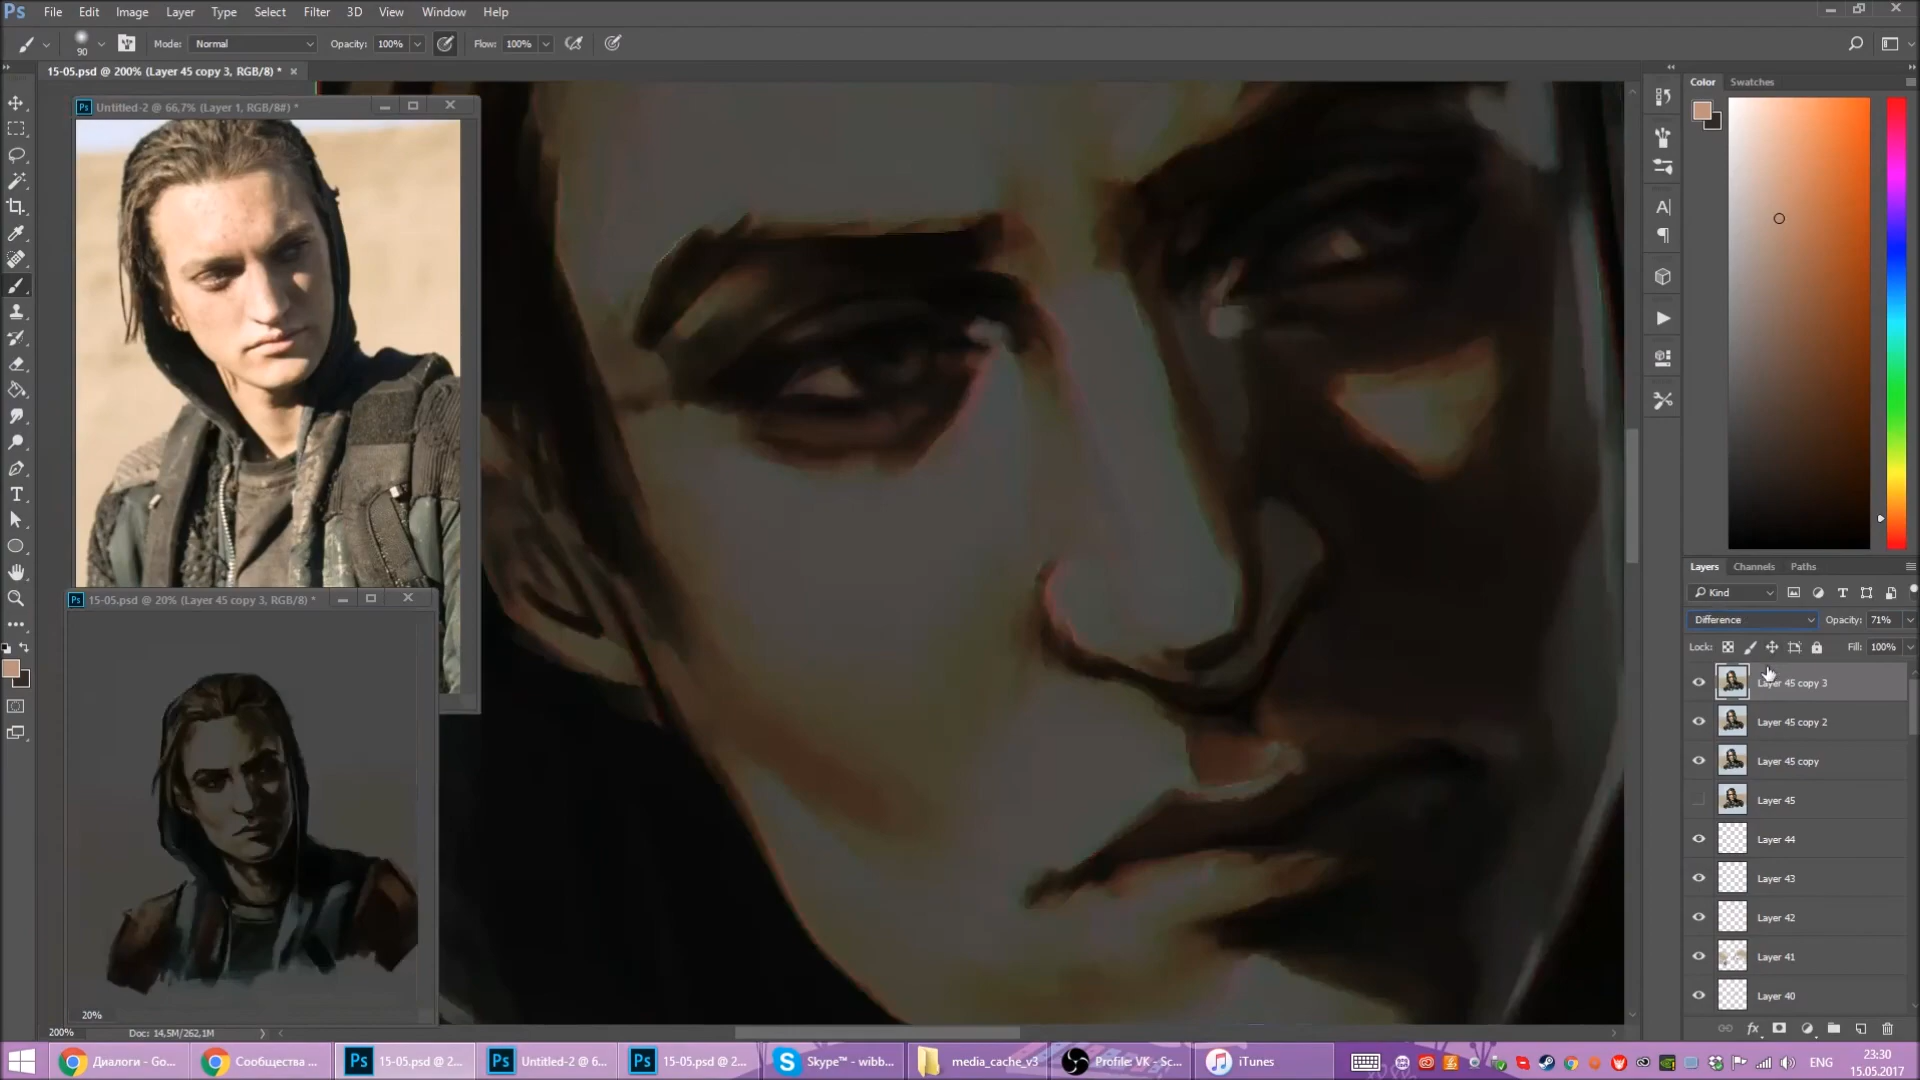 Ps File Edit Image Layer Type Select Filter 3D View Window Help
90 Mode: Normal Opacity: 100% Flow: 100%
15-05.psd @ 200% (Layer 45 copy 3, RGB/8) * ×
Color Swatches
Ps Untitled-2 @ 66,7% (Layer 1, RGB/8#) *
Ps 15-05.psd @ 20% (Layer 45 copy 3, RGB/8) *
20%
Layers Channels Paths
Kind
Difference Opacity: 71%
Lock: Fill: 100%
Layer 45 copy 3
Layer 45 copy 2
Layer 45 copy
Layer 45
Layer 44
Layer 43
Layer 42
Layer 41
Layer 40
200% Doc: 14,5M/262,1M
Диалоги - Go... Сообщества ... Ps 15-05.psd @ 2... Ps Untitled-2 @ 6... Ps 15-05.psd @ 2... Skype™ - wibb... media_cache_v3 Profile: VK - Sc... iTunes ENG 23:30
15.05.2017